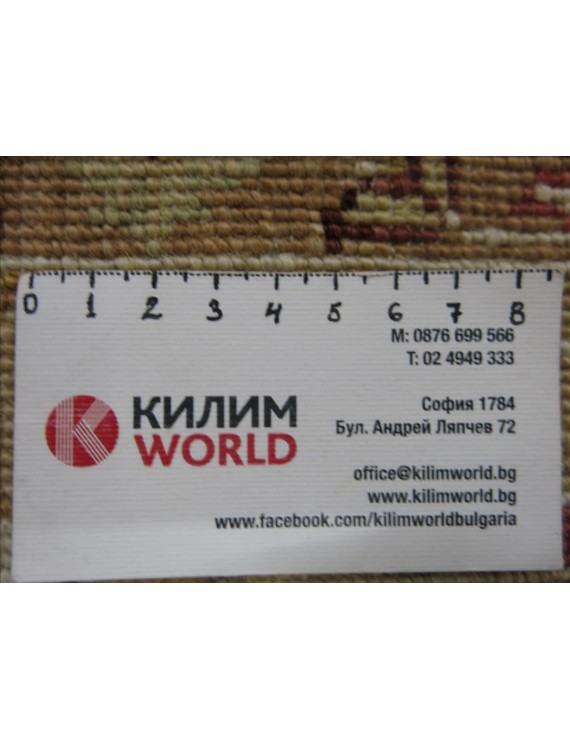 0 1 2 3 4 5 6 7 8
M: 0876 699 566
T: 02 4949 333
КИЛИМ
WORLD
София 1784
Бул. Андрей Ляпчев 72
office@kilimworld.bg
www.kilimworld.bg
www.facebook.com/kilimworldbulgaria